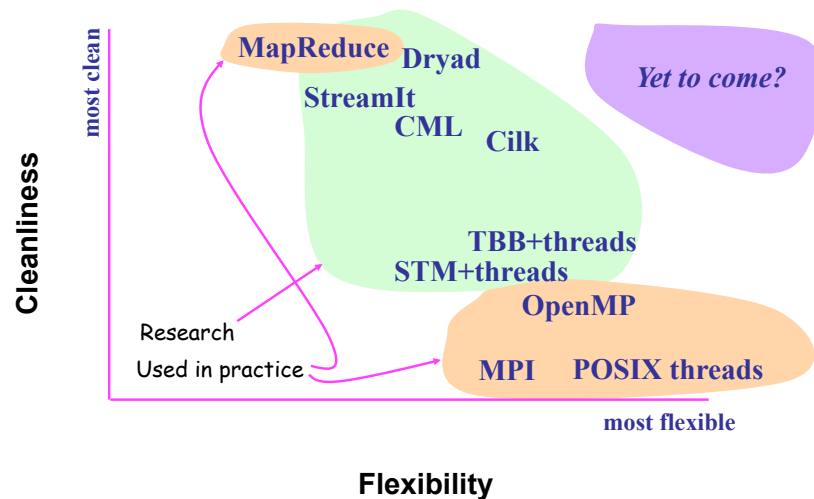 most clean
Cleanliness
MapReduce
Dryad
StreamIt
CML
Cilk
Yet to come?
TBB+threads
STM+threads
OpenMP
Research
Used in practice
MPI
POSIX threads
most flexible
Flexibility